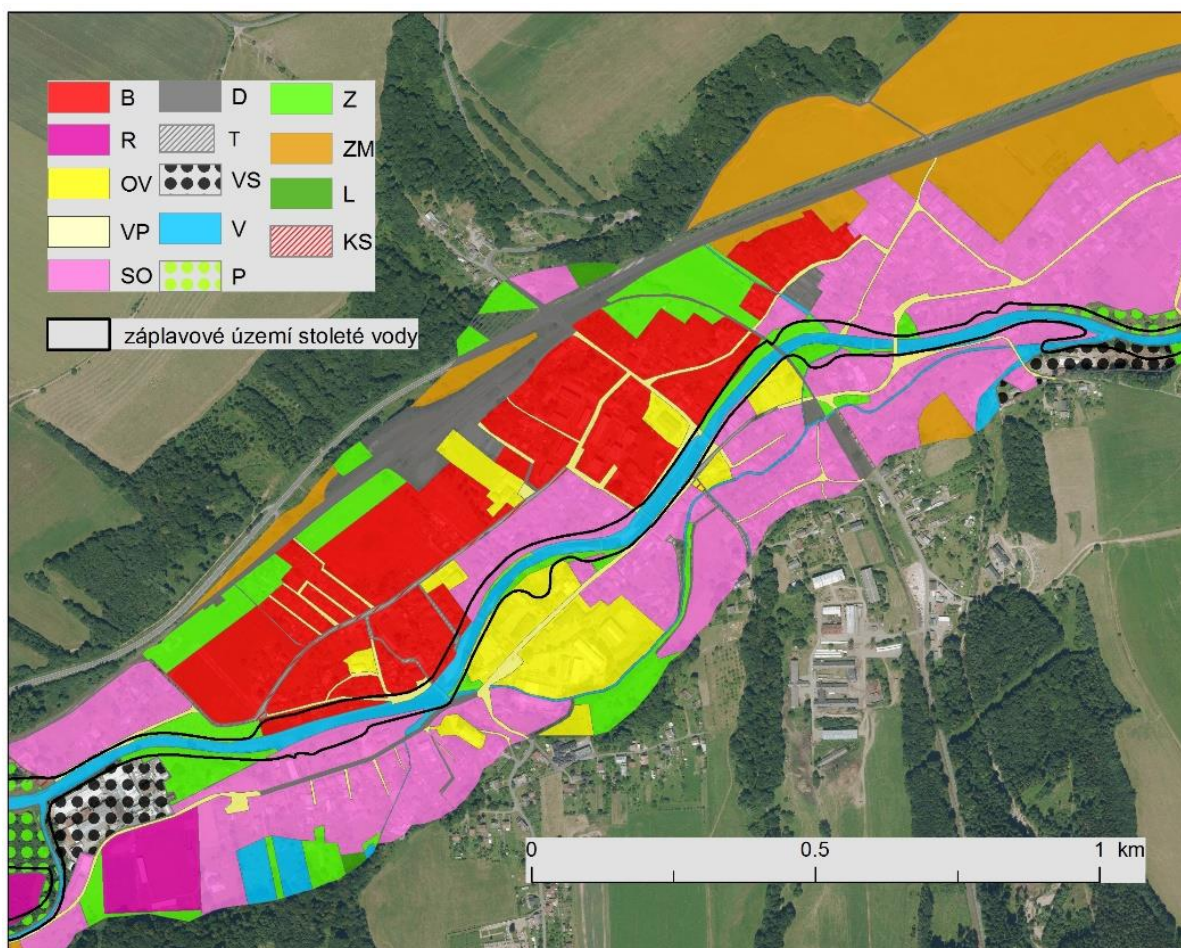 B
D
Z
R
T
ZM
OV
VS
L
VP
V
KS
SO
P
záplavové území stoleté vody
0
0.5
1 km